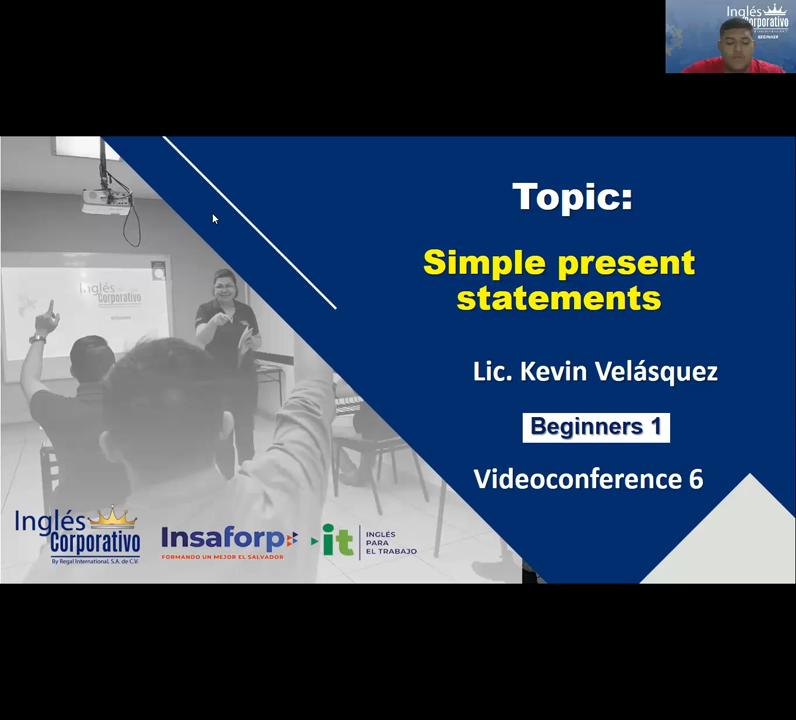 Inglés
Corporativo
BEGINNER
Topic:
Simple present
statements
Inglés
Corporativo
Lic. Kevin Velásquez
Beginners 1
Videoconference 6
Inglés
Corporativo
By Regal International, S.A. de C.V.
Insaforp
FORMANDO UN MEJOR EL SALVADOR
it
INGLÉS
PARA
EL TRABAJO